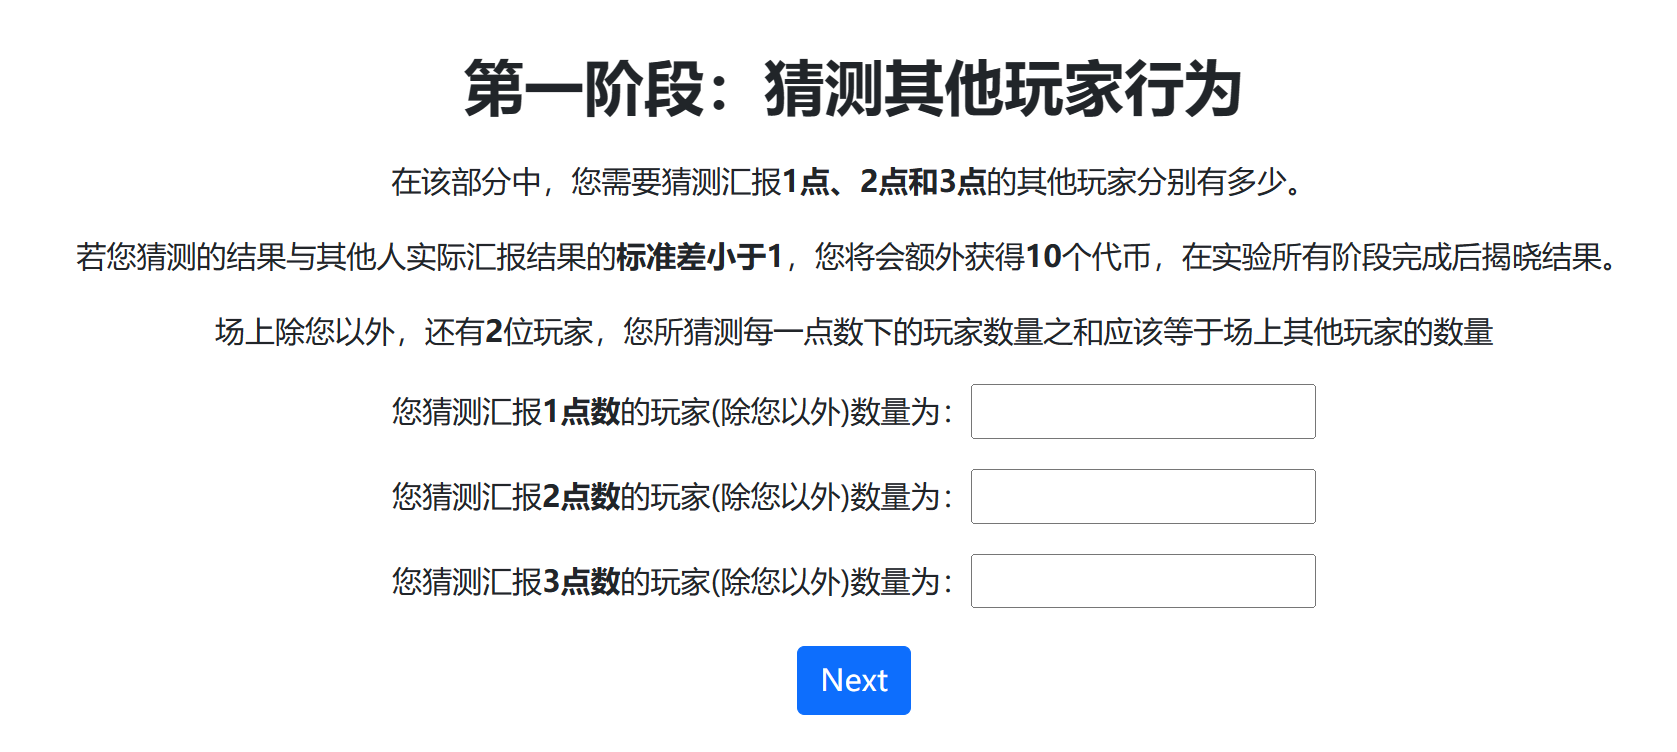 第一阶段：猜测其他玩家行为
在该部分中，您需要猜测汇报1点、2点和3点的其他玩家分别有多少。
若您猜测的结果与其他人实际汇报结果的标准差小于1，您将会额外获得10个代币，在实验所有阶段完成后揭晓结果。
场上除您以外，还有2位玩家，您所猜测每一点数下的玩家数量之和应该等于场上其他玩家的数量
您猜测汇报1点数的玩家(除您以外)数量为：
您猜测汇报2点数的玩家(除您以外)数量为：
您猜测汇报3点数的玩家(除您以外)数量为：
Next